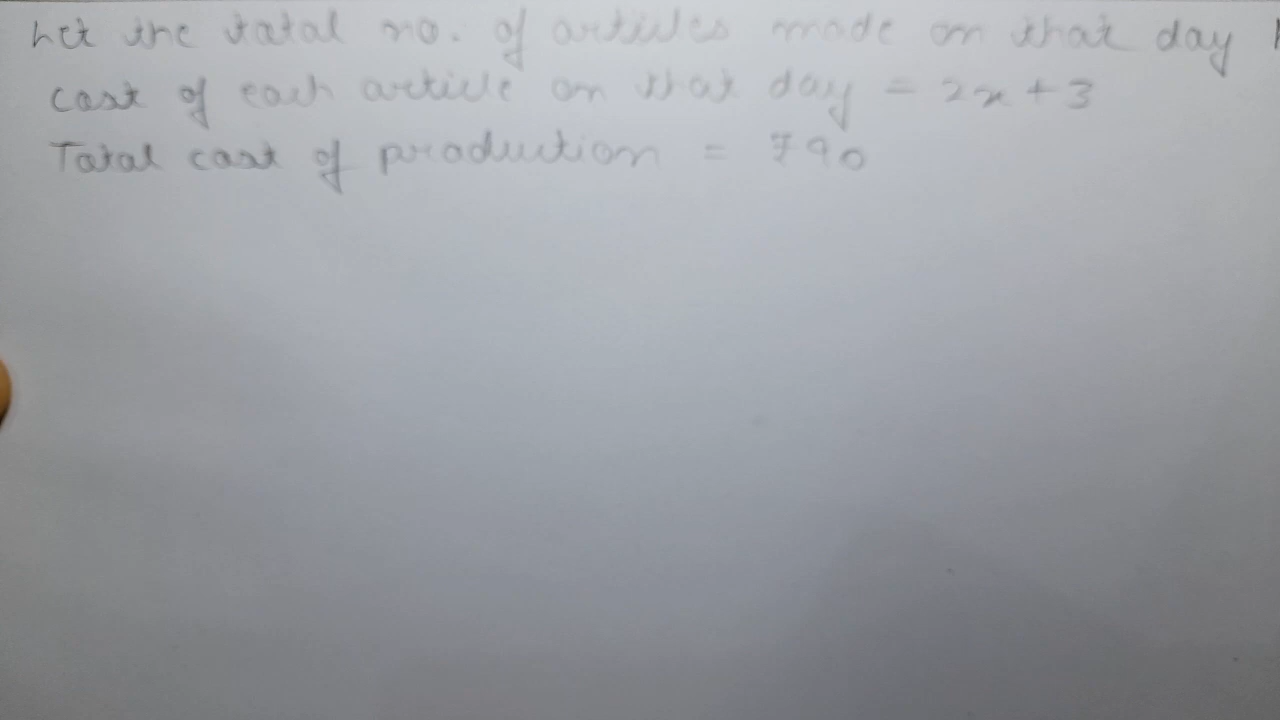 Let the total no. of articles made on that day
cost of each article on that day = 2x + 3
Total cost of production = ₹90